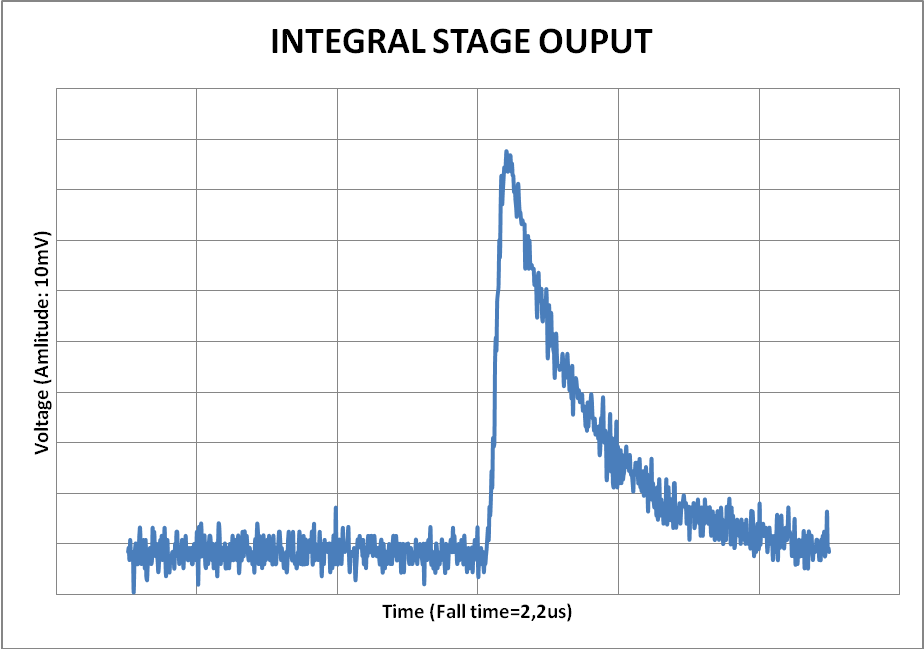 INTEGRAL STAGE OUPUT
Voltage (Amlitude: 10mV)
Time (Fall time=2,2us)